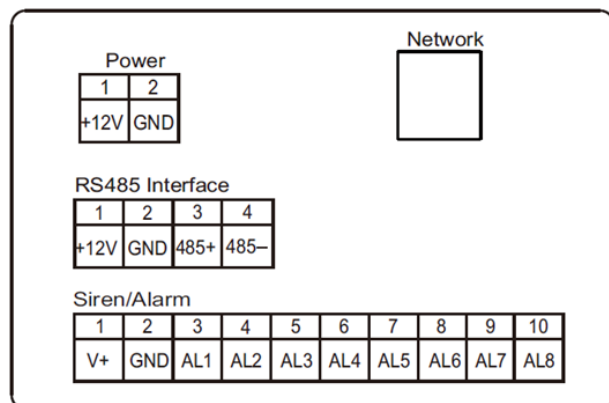 Power
Network
1 2
+12V GND
RS485 Interface
1 2 3 4
+12V GND 485+ 485–
Siren/Alarm
1 2 3 4 5 6 7 8 9 10
V+ GND AL1 AL2 AL3 AL4 AL5 AL6 AL7 AL8